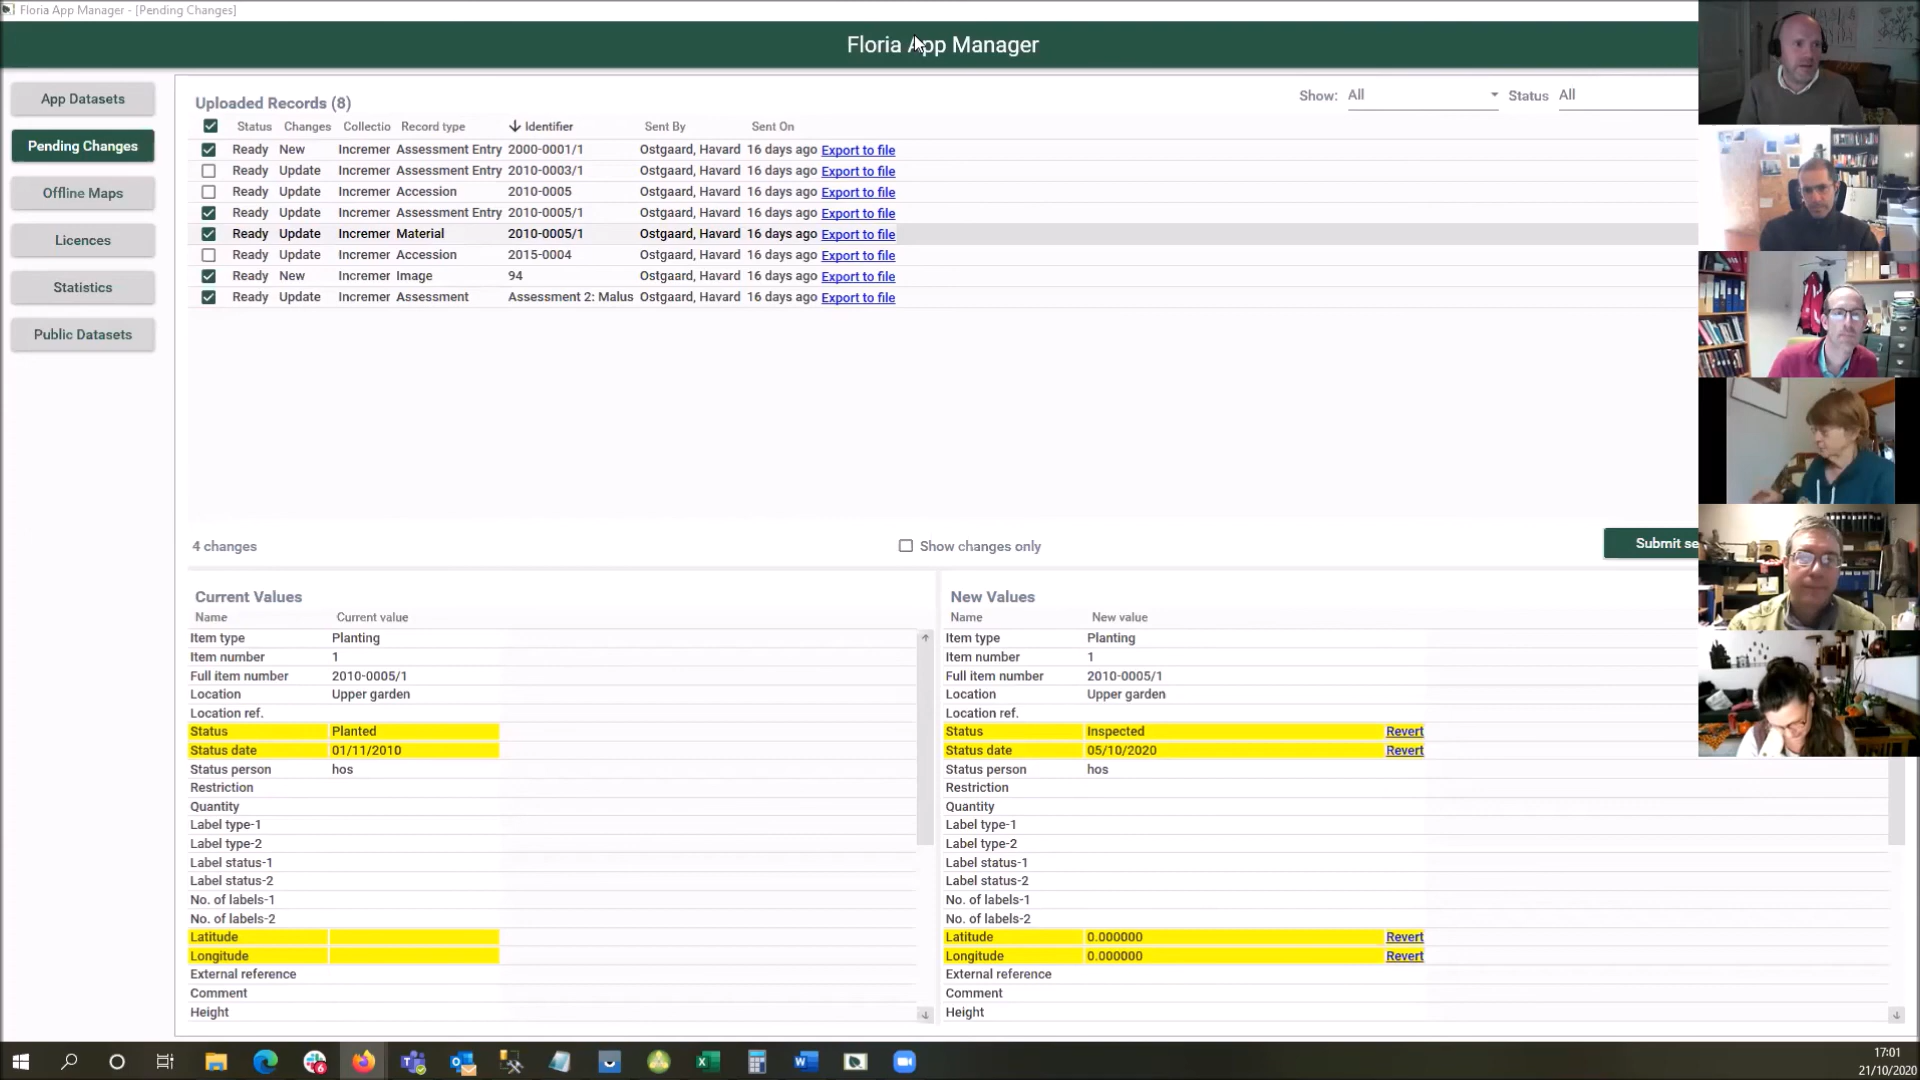 Floria App Manager - [Pending Changes]
Floria App Manager
App Datasets
Pending Changes
Offline Maps
Licences
Statistics
Public Datasets
Uploaded Records (8)
Show: All Status All
Status Changes Collectio Record type Identifier Sent By Sent On
Ready New Incremer Assessment Entry 2000-0001/1 Ostgaard, Havard 16 days ago Export to file
Ready Update Incremer Assessment Entry 2010-0003/1 Ostgaard, Havard 16 days ago Export to file
Ready Update Incremer Accession 2010-0005 Ostgaard, Havard 16 days ago Export to file
Ready Update Incremer Assessment Entry 2010-0005/1 Ostgaard, Havard 16 days ago Export to file
Ready Update Incremer Material 2010-0005/1 Ostgaard, Havard 16 days ago Export to file
Ready Update Incremer Accession 2015-0004 Ostgaard, Havard 16 days ago Export to file
Ready New Incremer Image 94 Ostgaard, Havard 16 days ago Export to file
Ready Update Incremer Assessment Assessment 2: Malus Ostgaard, Havard 16 days ago Export to file
4 changes
Show changes only
Submit se
Current Values
Name Current value
Item type Planting
Item number 1
Full item number 2010-0005/1
Location Upper garden
Location ref.
Status Planted
Status date 01/11/2010
Status person hos
Restriction
Quantity
Label type-1
Label type-2
Label status-1
Label status-2
No. of labels-1
No. of labels-2
Latitude
Longitude
External reference
Comment
Height
New Values
Name New value
Item type Planting
Item number 1
Full item number 2010-0005/1
Location Upper garden
Location ref.
Status Inspected Revert
Status date 05/10/2020 Revert
Status person hos
Restriction
Quantity
Label type-1
Label type-2
Label status-1
Label status-2
No. of labels-1
No. of labels-2
Latitude 0.000000 Revert
Longitude 0.000000 Revert
External reference
Comment
Height
17:01
21/10/2020